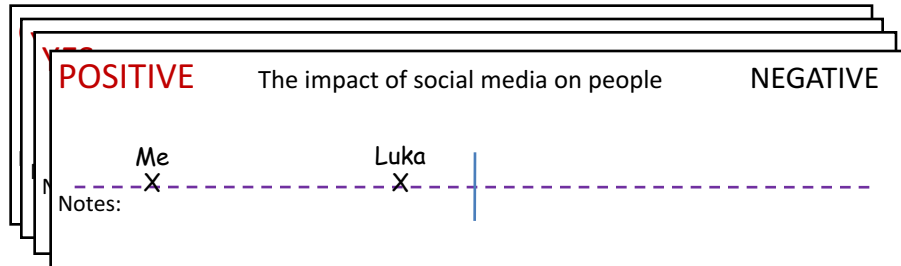 POSITIVE The impact of social media on people NEGATIVE
Me Luka
X X
Notes: